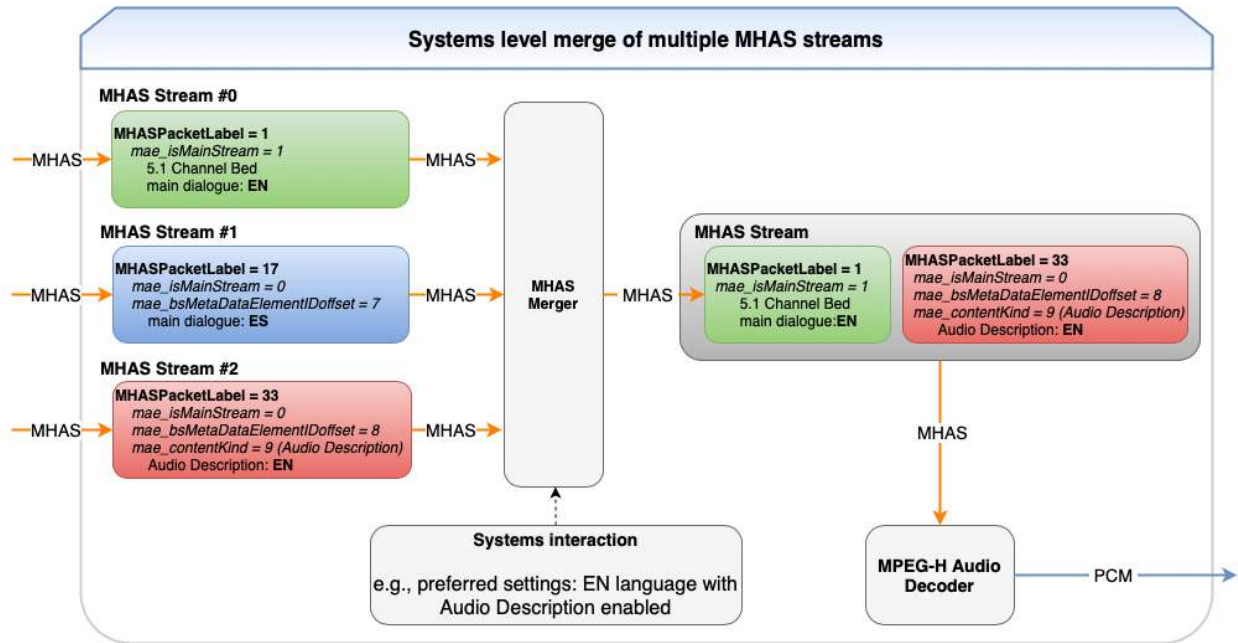 Systems level merge of multiple MHAS streams
MHAS Stream #0
MHAS
MHASPacketLabel = 1
mae_isMainStream = 1
5.1 Channel Bed
main dialogue: EN
MHAS
MHAS Stream #1
MHAS
MHASPacketLabel = 17
mae_isMainStream = 0
mae_bsMetaDataElementIDoffset = 7
main dialogue: ES
MHAS
MHAS Stream #2
MHAS
MHASPacketLabel = 33
mae_isMainStream = 0
mae_bsMetaDataElementIDoffset = 8
mae_contentKind = 9 (Audio Description)
Audio Description: EN
MHAS
MHAS
Merger
Systems interaction
e.g., preferred settings: EN language with
Audio Description enabled
MHAS
MHAS Stream
MHASPacketLabel = 1
mae_isMainStream = 1
5.1 Channel Bed
main dialogue:EN
MHASPacketLabel = 33
mae_isMainStream = 0
mae_bsMetaDataElementIDoffset = 8
mae_contentKind = 9 (Audio Description)
Audio Description: EN
MHAS
MPEG-H Audio
Decoder
PCM